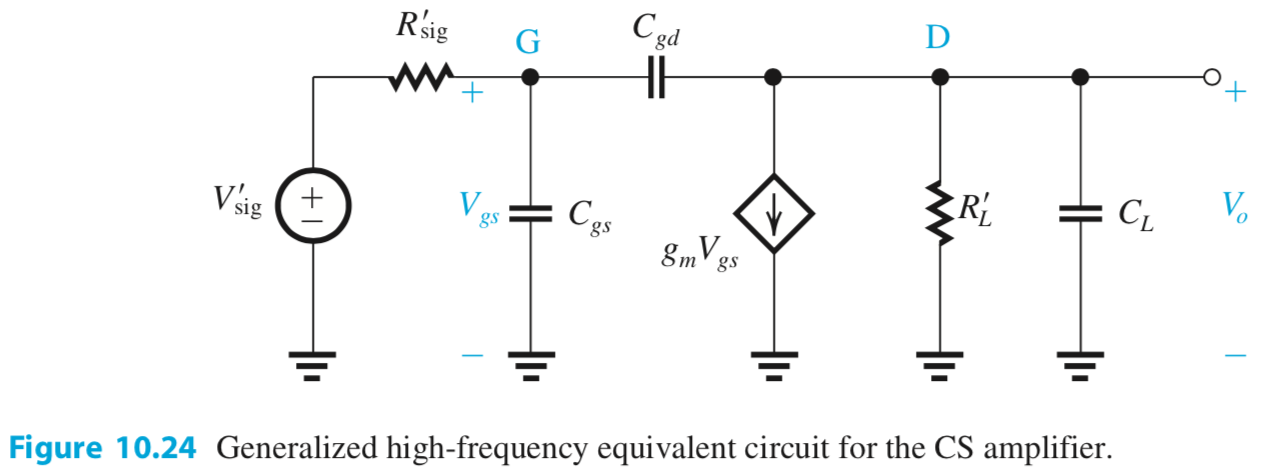 R′sig
G
Cgd
D
+
+
V′sig
+
−
Vgs
Cgs
gmVgs
R′L
CL
Vo
−
−
Figure 10.24 Generalized high-frequency equivalent circuit for the CS amplifier.